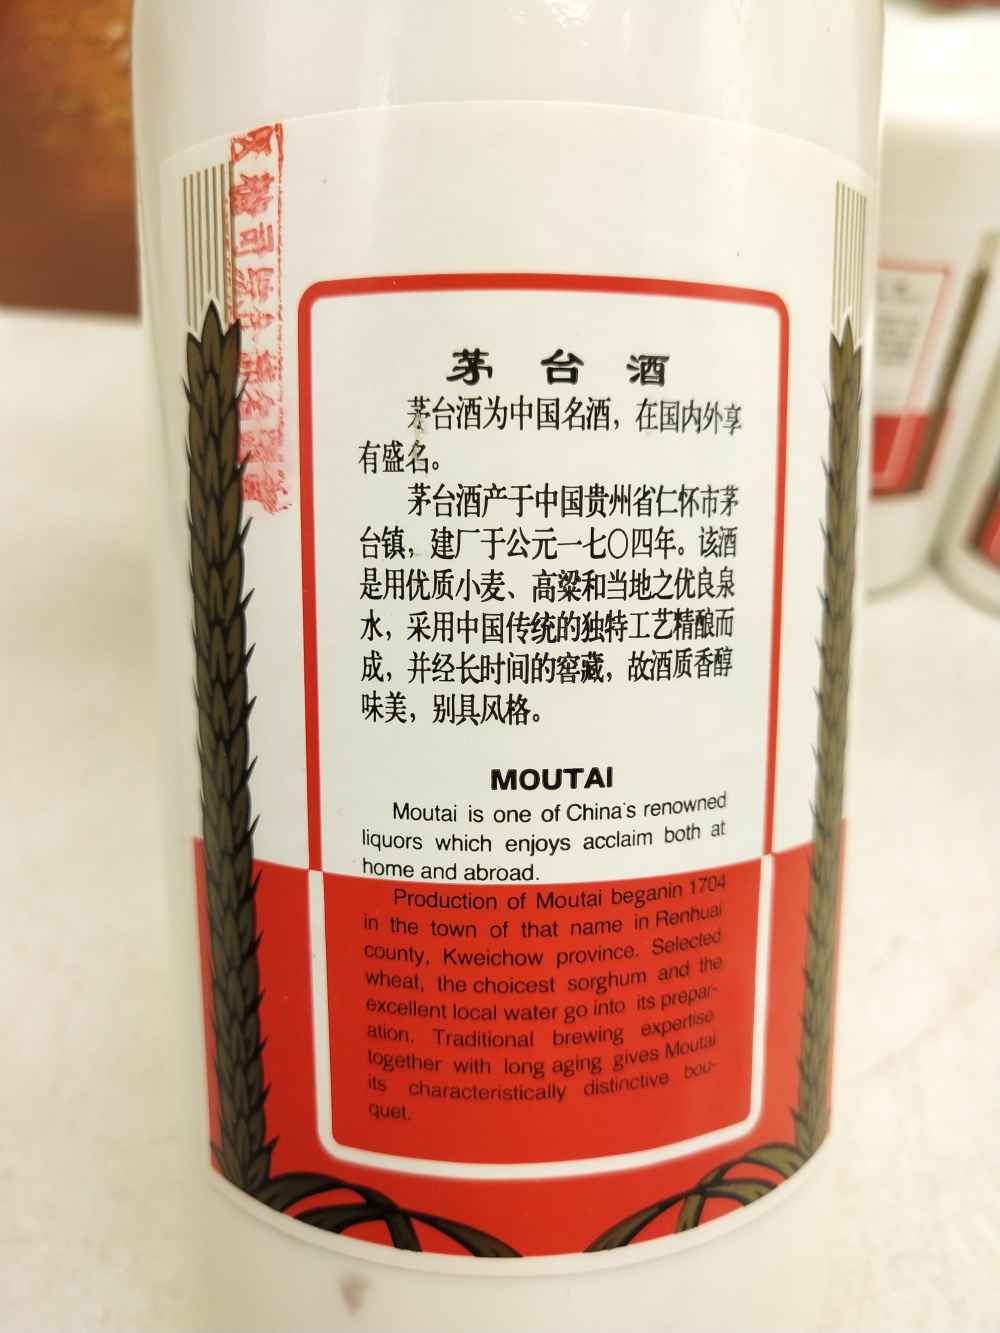 茅台酒
茅台酒为中国名酒，在国内外享
有盛名。
茅台酒产于中国贵州省仁怀市茅
台镇，建厂于公元一七〇四年。该酒
是用优质小麦、高粱和当地之优良泉
水，采用中国传统的独特工艺精酿而
成，并经长时间的窖藏，故酒质香醇
味美，别具风格。
MOUTAI
Moutai is one of China's renowned
liquors which enjoys acclaim both at
home and abroad.
Production of Moutai beganin 1704
in the town of that name in Renhuai
county, Kweichow province. Selected
wheat, the choicest sorghum and the
excellent local water go into its prepar-
ation. Traditional brewing expertise
together with long aging gives Moutai
its characteristically distinctive bou-
quet.